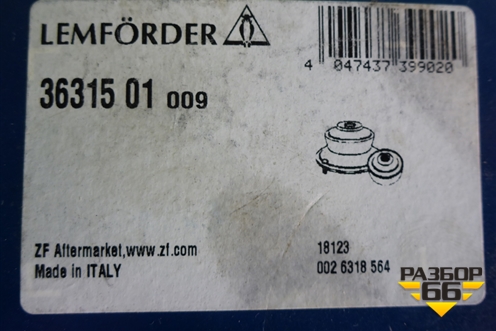 LEMFÖRDER
4 047437 399020
36315 01 009
ZF Aftermarket,www.zf.com
Made in ITALY
18123
002 6318 564
РАЗБОР
66